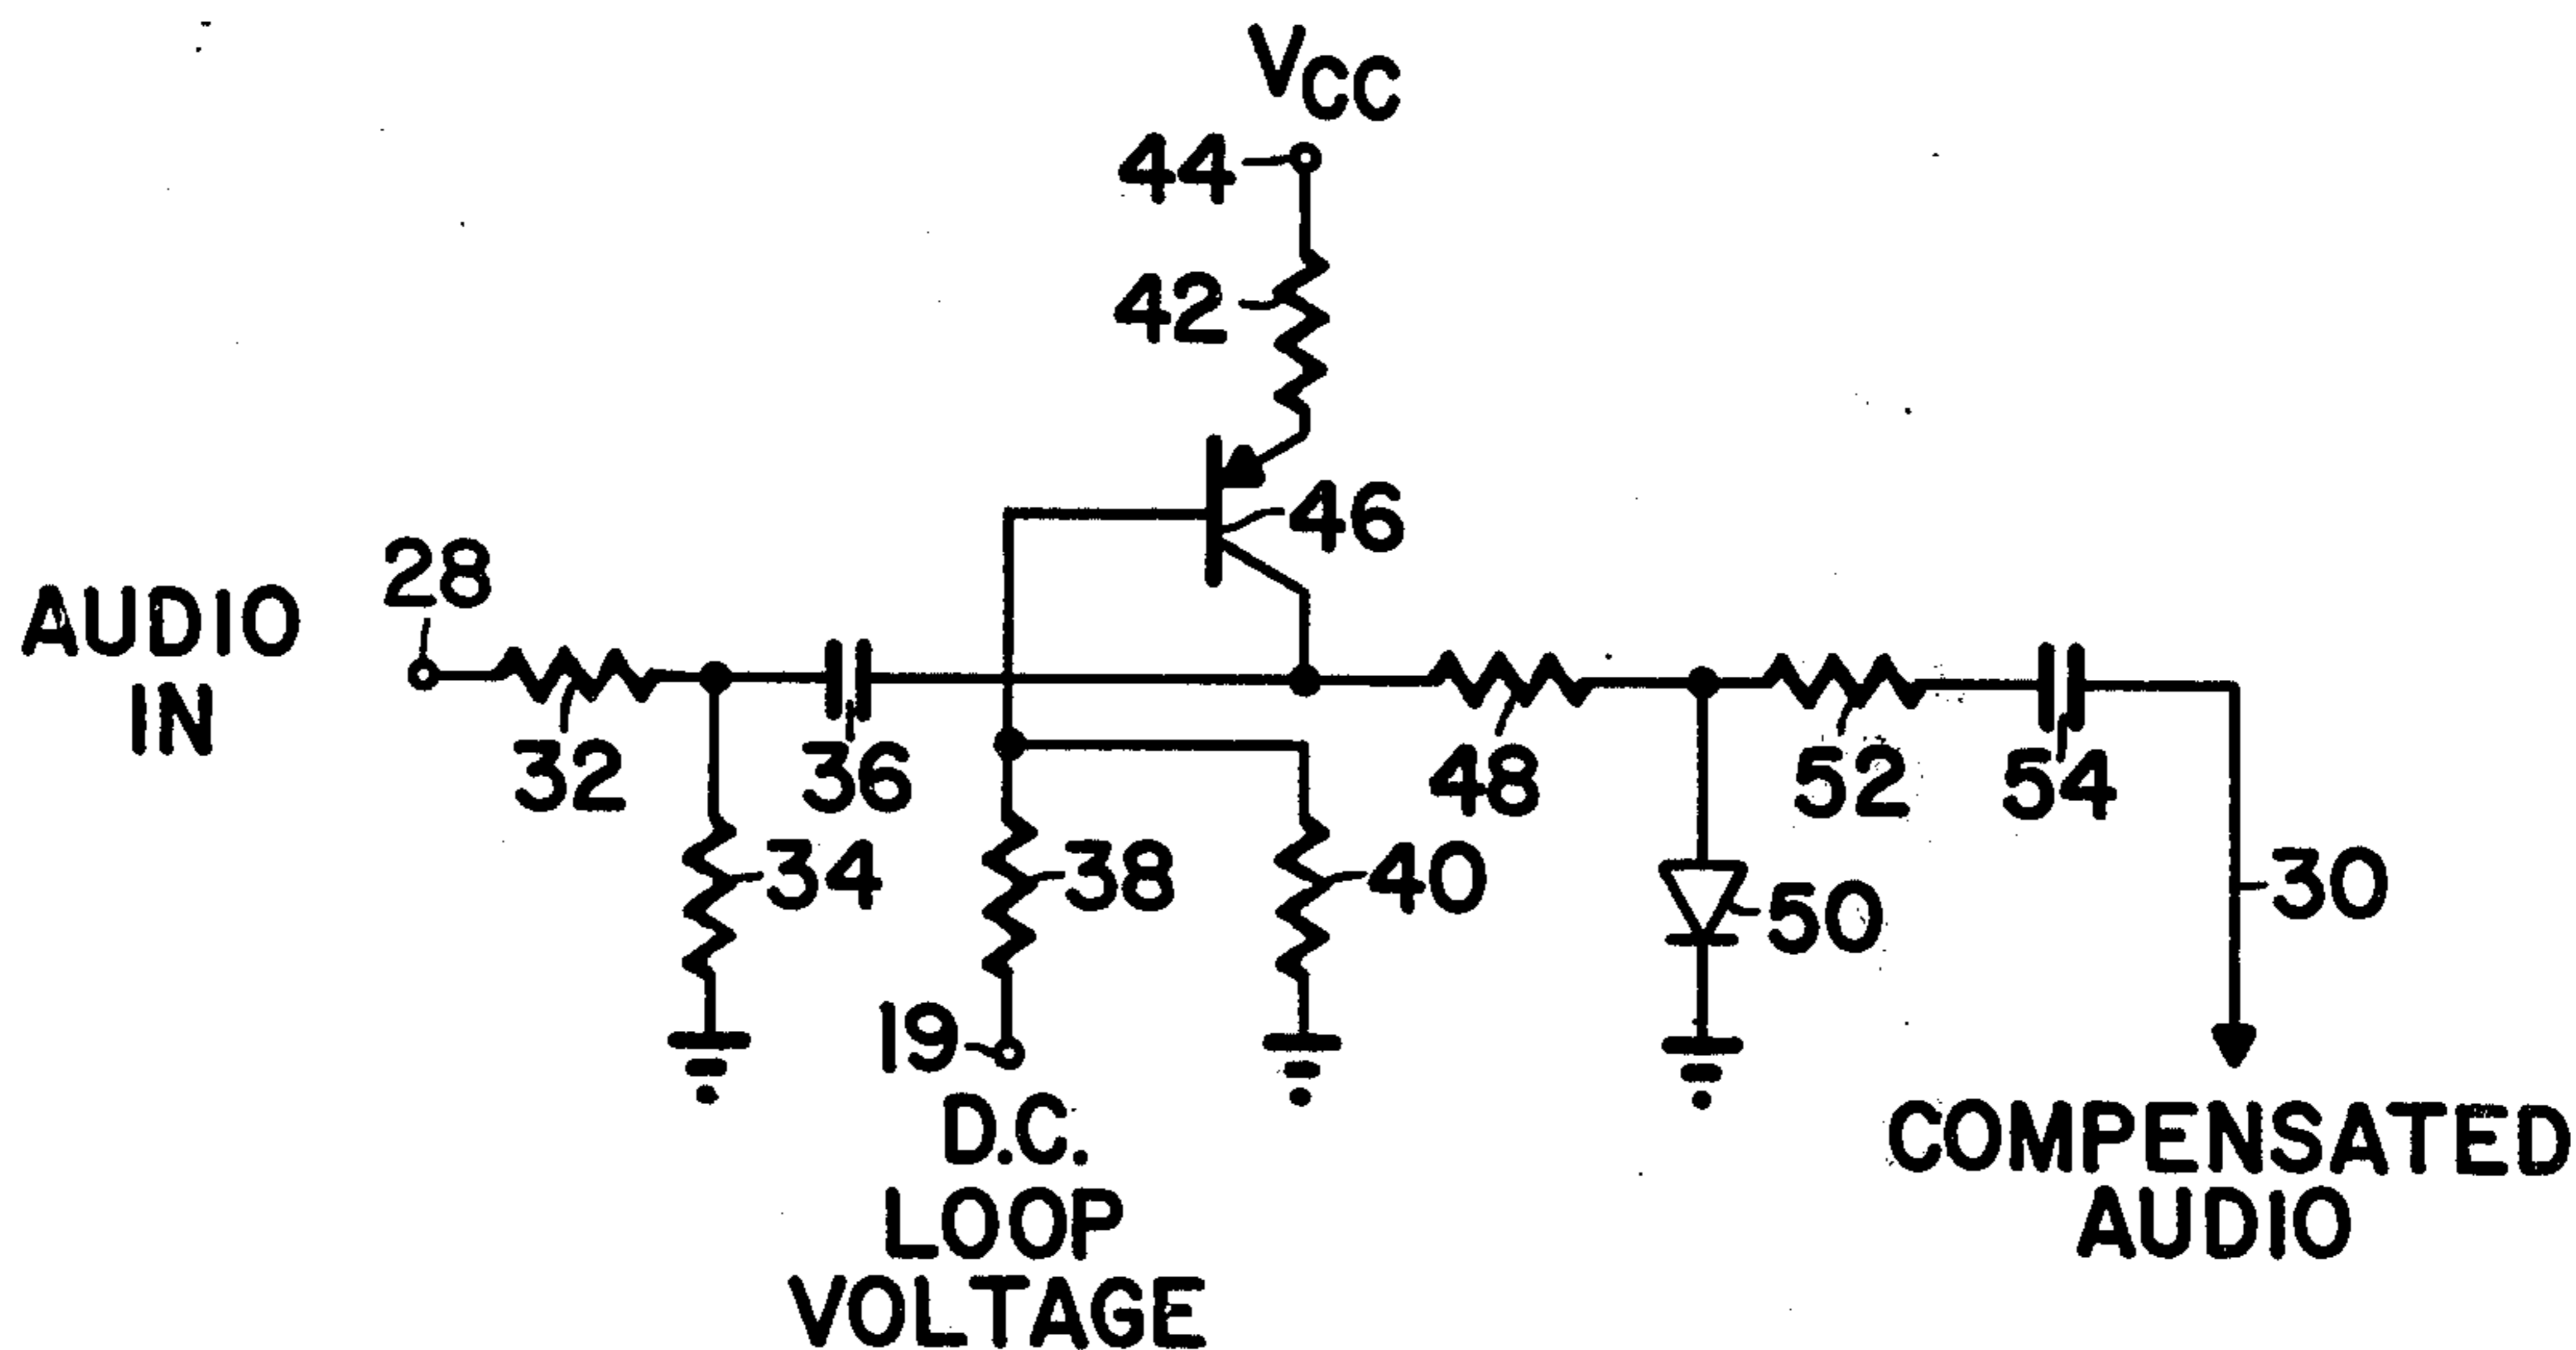 VCC
44
42
46
28
AUDIO
IN
32
36
48
52
54
34
38
40
50
30
19
D.C.
LOOP
VOLTAGE
COMPENSATED
AUDIO